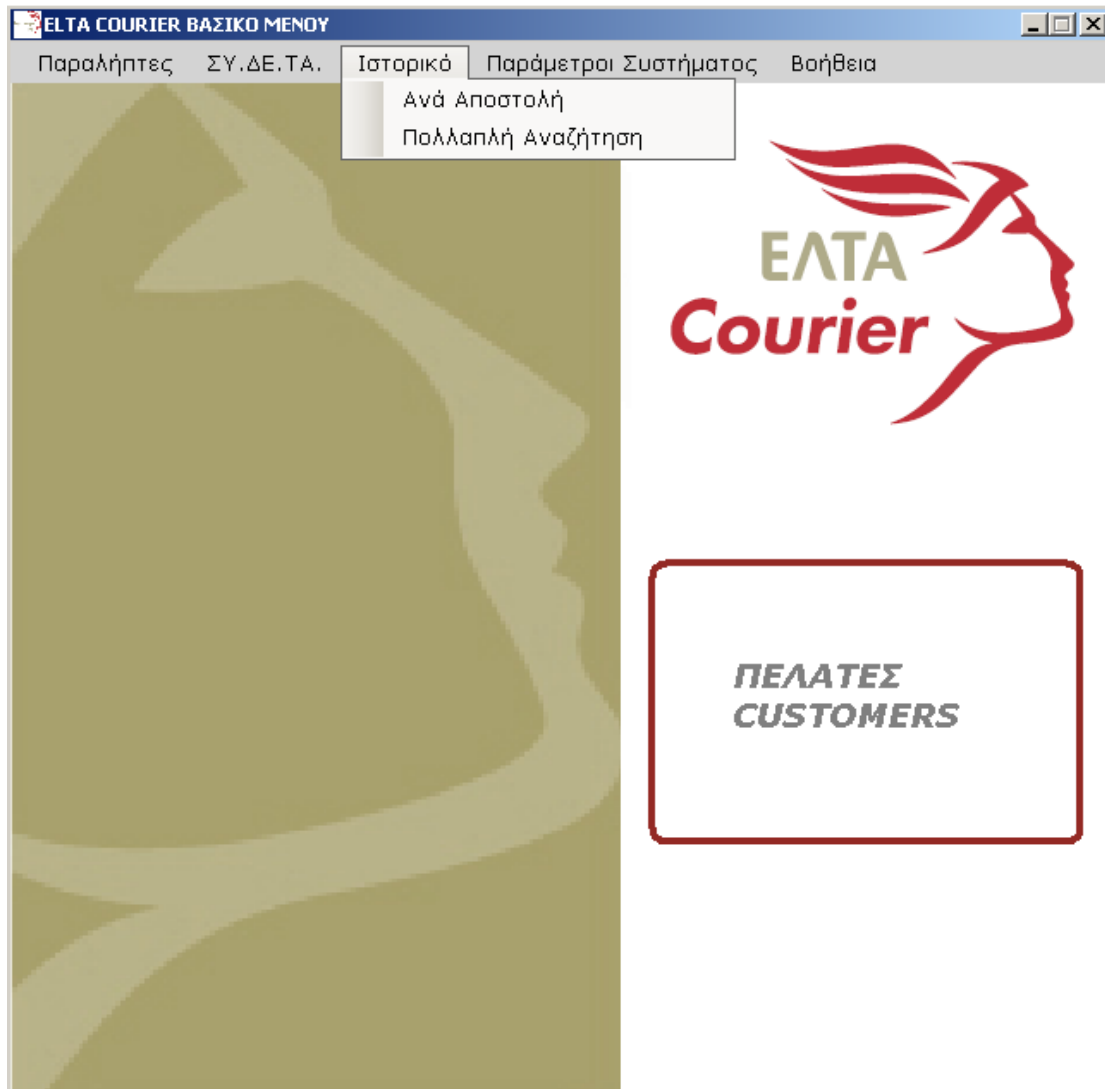 ELTA COURIER ΒΑΣΙΚΟ ΜΕΝΟΥ
Παραλήπτες ΣΥ.ΔΕ.ΤΑ. Ιστορικό Παράμετροι Συστήματος Βοήθεια
Ανά Αποστολή
Πολλαπλή Αναζήτηση
ΕΛΤΑ
Courier
ΠΕΛΑΤΕΣ
CUSTOMERS